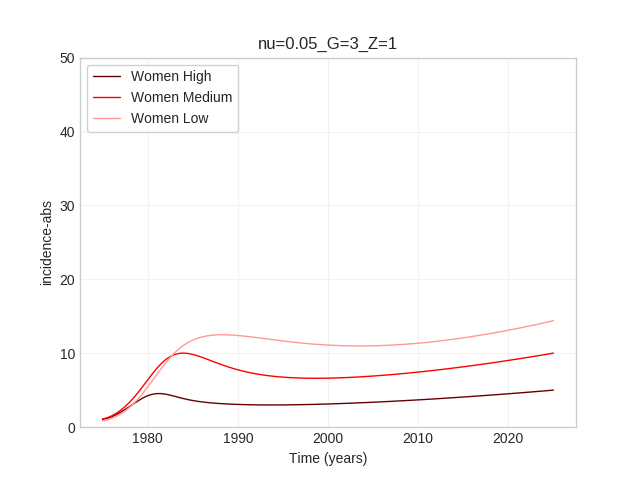 nu=0.05_G=3_Z=1
Women High
Women Medium
Women Low
50
40
30
20
10
0
incidence-abs
1980
1990
2000
2010
2020
Time (years)